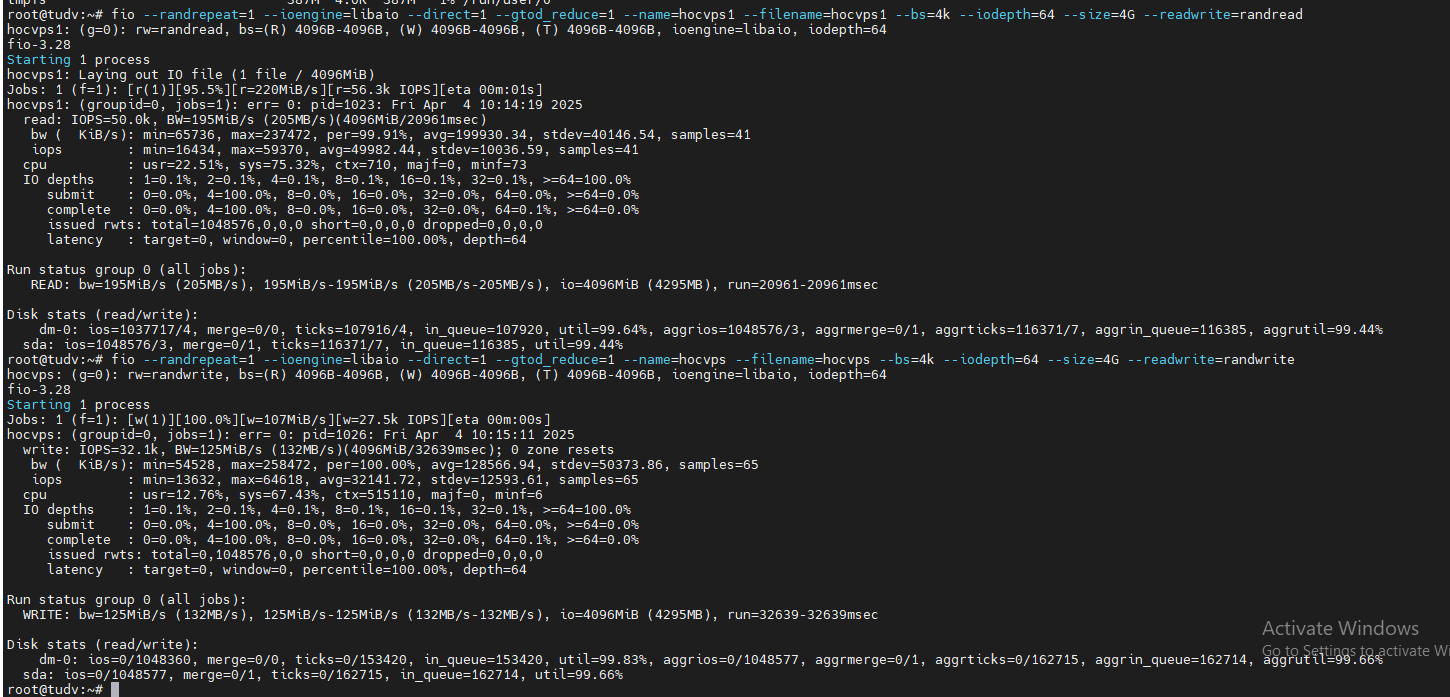 tmpfs                                 387M  4.0K  387M    1% /run/user/0
root@tudv:~# fio --randrepeat=1 --ioengine=libaio --direct=1 --gtod_reduce=1 --name=hocvps1 --filename=hocvps1 --bs=4k --iodepth=64 --size=4G --readwrite=randread
hocvps1: (g=0): rw=randread, bs=(R) 4096B-4096B, (W) 4096B-4096B, (T) 4096B-4096B, ioengine=libaio, iodepth=64
fio-3.28
Starting 1 process
hocvps1: Laying out IO file (1 file / 4096MiB)
Jobs: 1 (f=1): [r(1)][95.5%][r=220MiB/s][r=56.3k IOPS][eta 00m:01s]
hocvps1: (groupid=0, jobs=1): err= 0: pid=1023: Fri Apr  4 10:14:19 2025
  read: IOPS=50.0k, BW=195MiB/s (205MB/s)(4096MiB/20961msec)
   bw (  KiB/s): min=65736, max=237472, per=99.91%, avg=199930.34, stdev=40146.54, samples=41
   iops        : min=16434, max=59370, avg=49982.44, stdev=10036.59, samples=41
  cpu          : usr=22.51%, sys=75.32%, ctx=710, majf=0, minf=73
  IO depths    : 1=0.1%, 2=0.1%, 4=0.1%, 8=0.1%, 16=0.1%, 32=0.1%, >=64=100.0%
     submit    : 0=0.0%, 4=100.0%, 8=0.0%, 16=0.0%, 32=0.0%, 64=0.0%, >=64=0.0%
     complete  : 0=0.0%, 4=100.0%, 8=0.0%, 16=0.0%, 32=0.0%, 64=0.1%, >=64=0.0%
     issued rwts: total=1048576,0,0,0 short=0,0,0,0 dropped=0,0,0,0
     latency   : target=0, window=0, percentile=100.00%, depth=64
Run status group 0 (all jobs):
   READ: bw=195MiB/s (205MB/s), 195MiB/s-195MiB/s (205MB/s-205MB/s), io=4096MiB (4295MB), run=20961-20961msec
Disk stats (read/write):
    dm-0: ios=1037717/4, merge=0/0, ticks=107916/4, in_queue=107920, util=99.64%, aggrios=1048576/3, aggrmerge=0/1, aggrticks=116371/7, aggrin_queue=116385, aggrutil=99.44%
  sda: ios=1048576/3, merge=0/1, ticks=116371/7, in_queue=116385, util=99.44%
root@tudv:~# fio --randrepeat=1 --ioengine=libaio --direct=1 --gtod_reduce=1 --name=hocvps --filename=hocvps --bs=4k --iodepth=64 --size=4G --readwrite=randwrite
hocvps: (g=0): rw=randwrite, bs=(R) 4096B-4096B, (W) 4096B-4096B, (T) 4096B-4096B, ioengine=libaio, iodepth=64
fio-3.28
Starting 1 process
Jobs: 1 (f=1): [w(1)][100.0%][w=107MiB/s][w=27.5k IOPS][eta 00m:00s]
hocvps: (groupid=0, jobs=1): err= 0: pid=1026: Fri Apr  4 10:15:11 2025
  write: IOPS=32.1k, BW=125MiB/s (132MB/s)(4096MiB/32639msec); 0 zone resets
   bw (  KiB/s): min=54528, max=258472, per=100.00%, avg=128566.94, stdev=50373.86, samples=65
   iops        : min=13632, max=64618, avg=32141.72, stdev=12593.61, samples=65
  cpu          : usr=12.76%, sys=67.43%, ctx=515110, majf=0, minf=6
  IO depths    : 1=0.1%, 2=0.1%, 4=0.1%, 8=0.1%, 16=0.1%, 32=0.1%, >=64=100.0%
     submit    : 0=0.0%, 4=100.0%, 8=0.0%, 16=0.0%, 32=0.0%, 64=0.0%, >=64=0.0%
     complete  : 0=0.0%, 4=100.0%, 8=0.0%, 16=0.0%, 32=0.0%, 64=0.1%, >=64=0.0%
     issued rwts: total=0,1048576,0,0 short=0,0,0,0 dropped=0,0,0,0
     latency   : target=0, window=0, percentile=100.00%, depth=64
Run status group 0 (all jobs):
  WRITE: bw=125MiB/s (132MB/s), 125MiB/s-125MiB/s (132MB/s-132MB/s), io=4096MiB (4295MB), run=32639-32639msec
Disk stats (read/write):
    dm-0: ios=0/1048360, merge=0/0, ticks=0/153420, in_queue=153420, util=99.83%, aggrios=0/1048577, aggrmerge=0/1, aggrticks=0/162715, aggrin_queue=162714, aggrutil=99.66%
  sda: ios=0/1048577, merge=0/1, ticks=0/162715, in_queue=162714, util=99.66%
root@tudv:~#
Activate Windows
Go to Settings to activate Wi